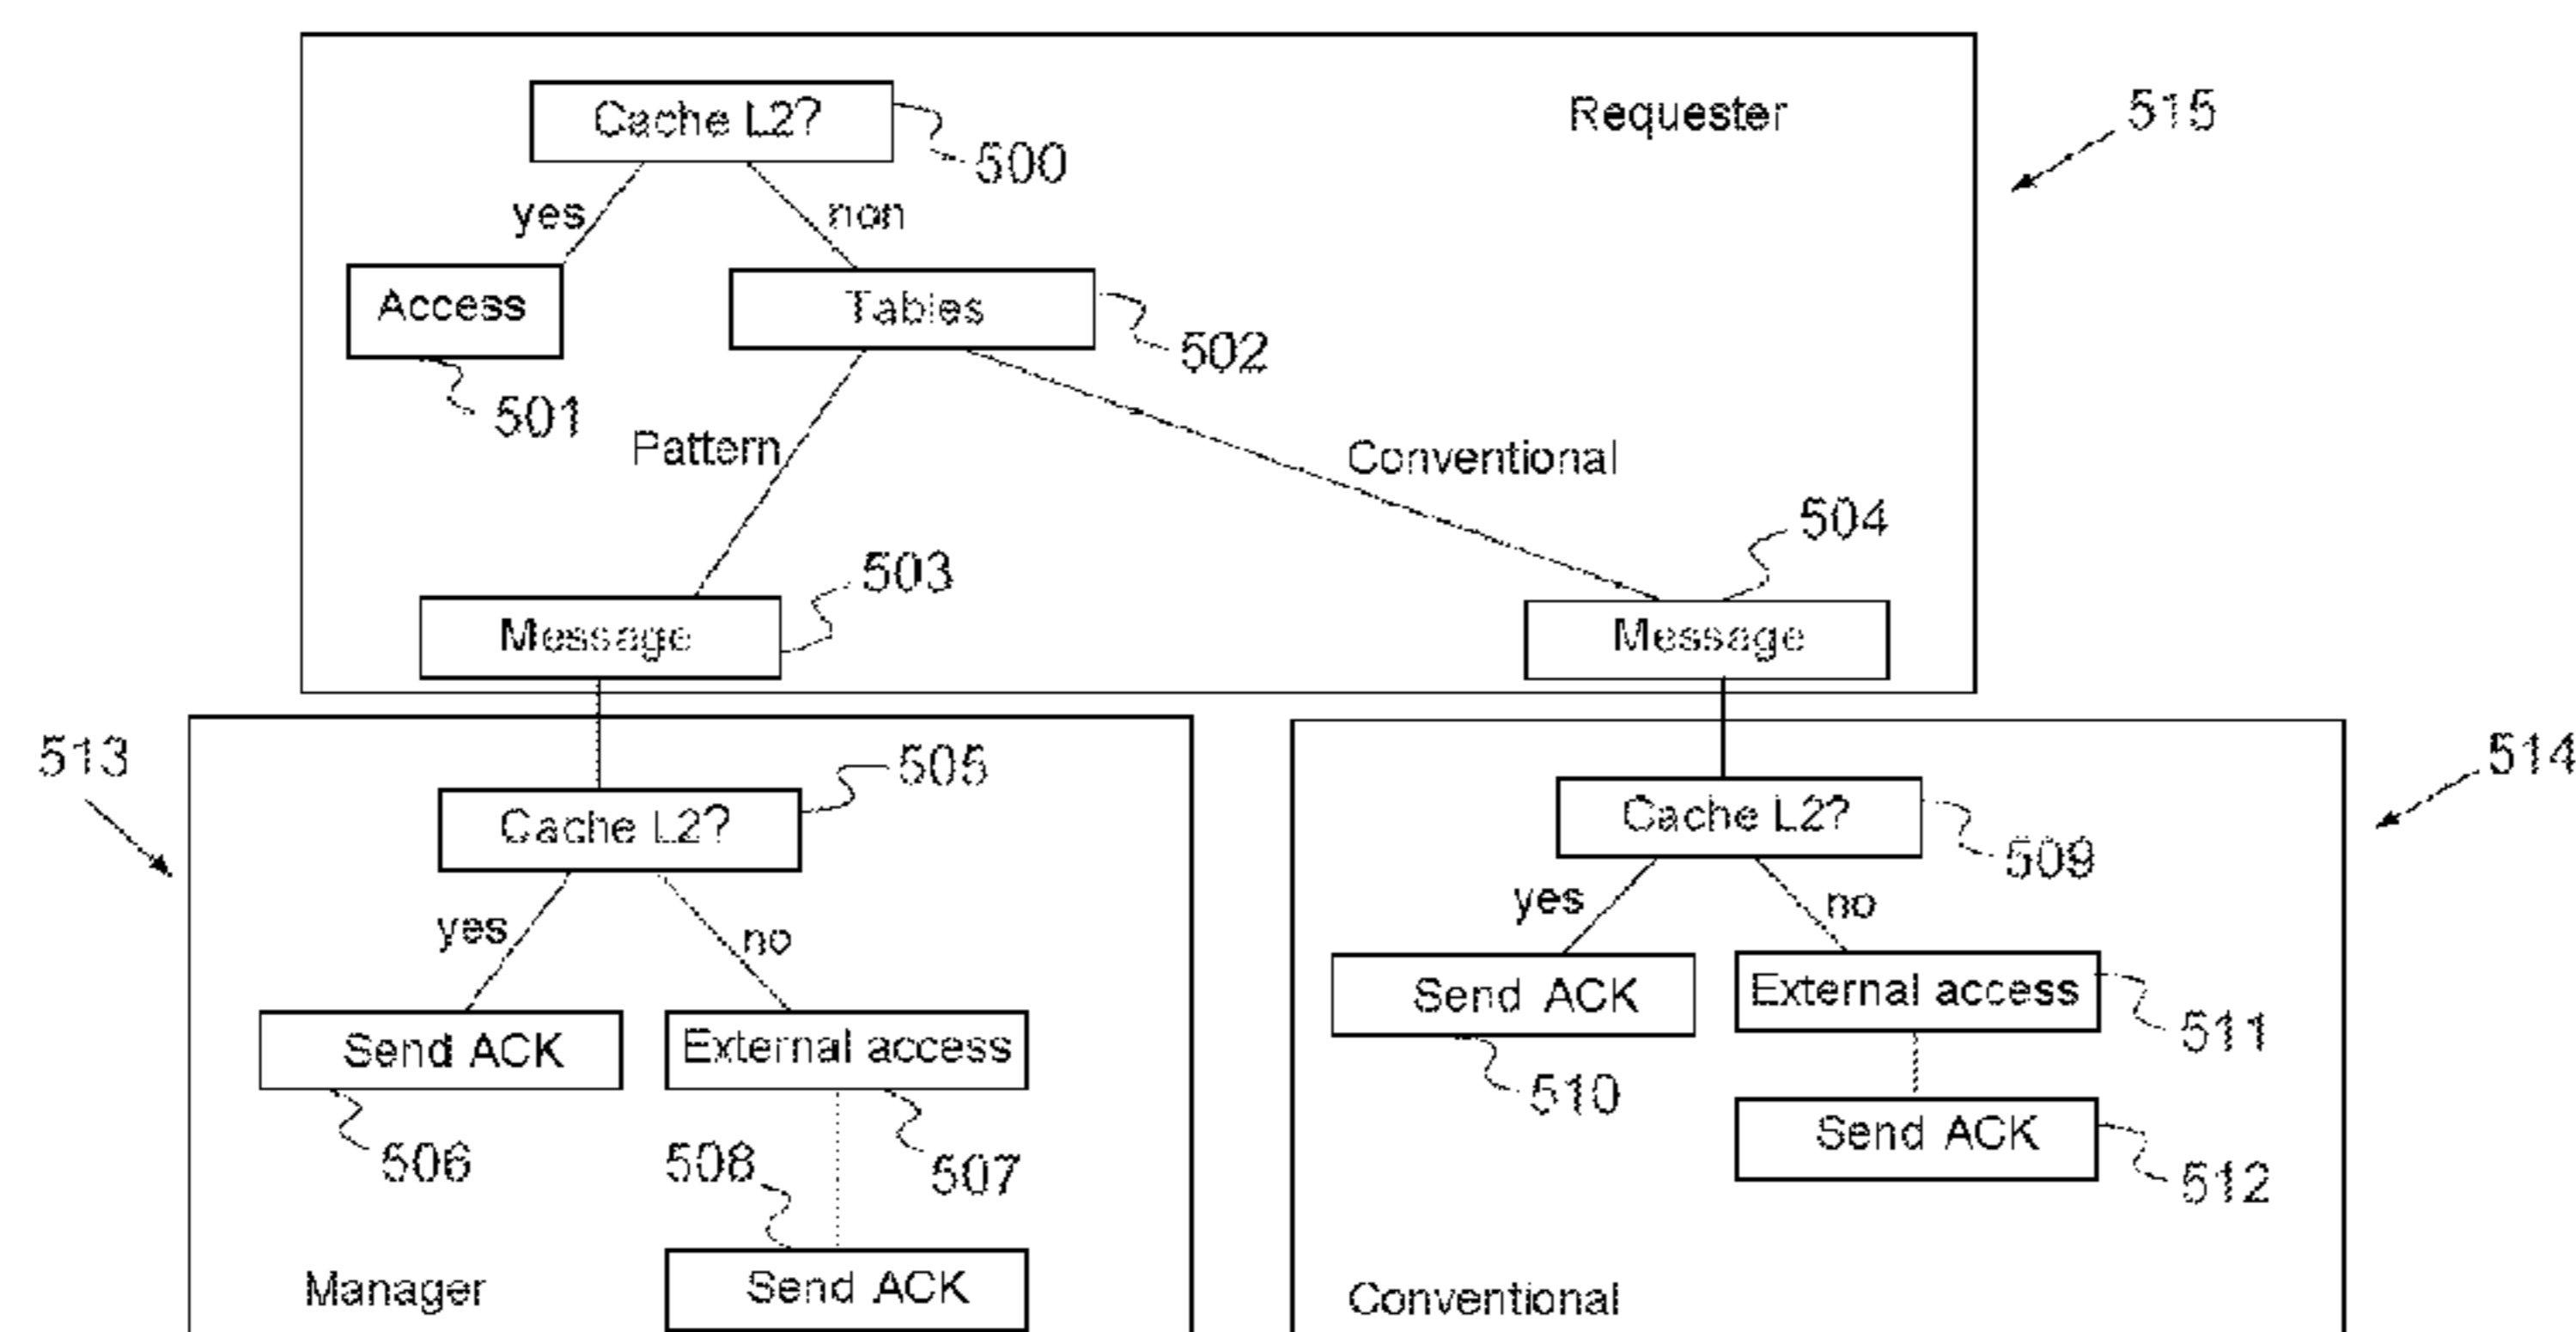 Cache L2?
Requester
515
500
yes
non
Access
Tables
502
501
Pattern
Conventional
504
503
Message
Message
513
505
514
Cache L2?
Cache L2?
509
yes
no
yes
no
Send ACK
External access
Send ACK
External access
511
510
506
508
507
Send ACK
512
Manager
Send ACK
Conventional